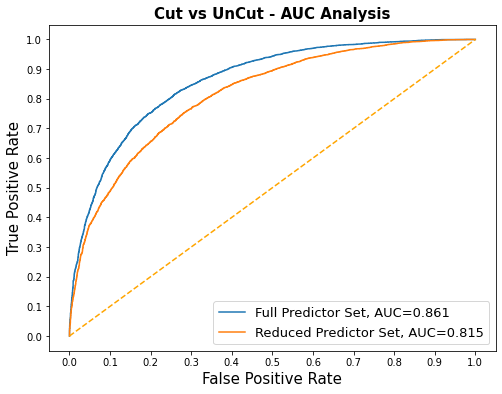 Cut vs UnCut - AUC Analysis
True Positive Rate
1.0
0.9
0.8
0.7
0.6
0.5
0.4
0.3
0.2
0.1
0.0
Full Predictor Set, AUC=0.861
Reduced Predictor Set, AUC=0.815
0.0 0.1 0.2 0.3 0.4 0.5 0.6 0.7 0.8 0.9 1.0
False Positive Rate